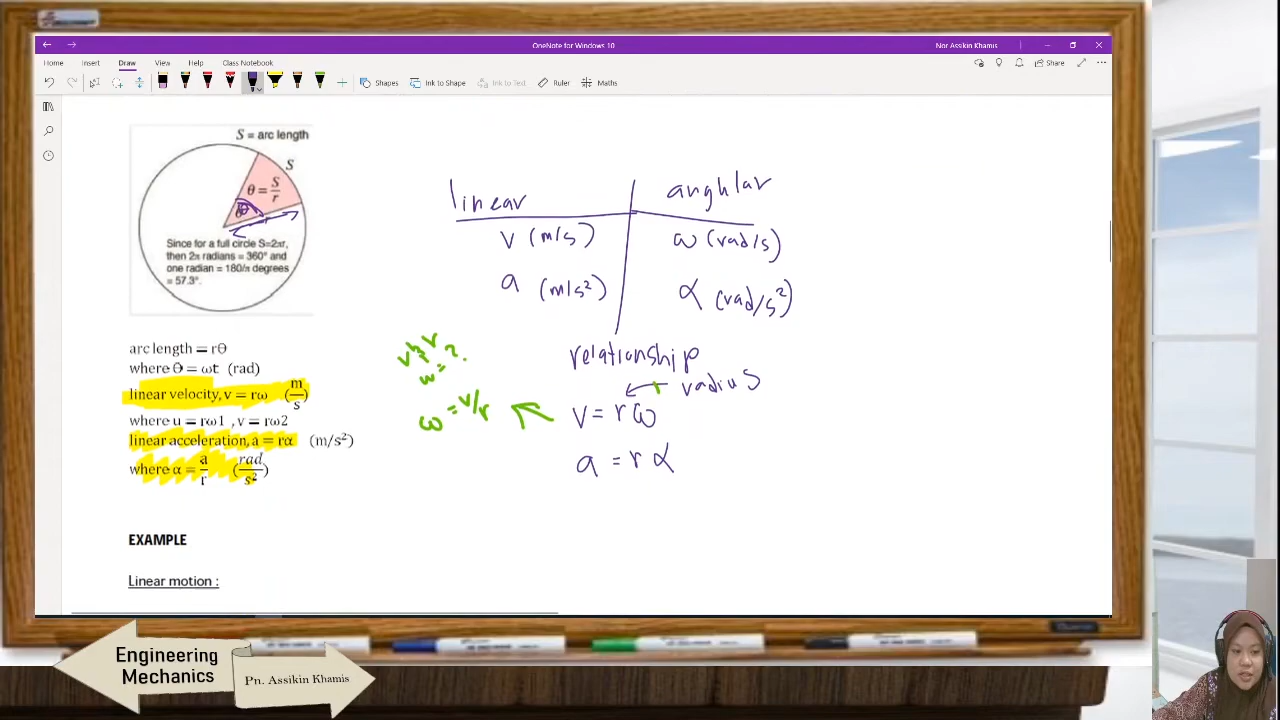 OneNote for Windows 10
Nor Assikin Khamis
Home Insert Draw View Help Class Notebook
Shapes Ink to Shape Ink to Text Ruler Maths
Share
S = arc length
S
θ = S/r
θ
Since for a full circle S=2πr,
then 2π radians = 360° and
one radian = 180/π degrees
= 57.3°.
arc length = rθ
where θ = ωt (rad)
linear velocity, v = rω (m/s)
where u = rω1 , v = rω2
linear acceleration, a = rα (m/s²)
where α = a/r (rad/s²)
EXAMPLE
Linear motion :
linear
anghlar
v (m/s)
ω (rad/s)
a (m/s²)
α (rad/s²)
relationship
radius
v = rω
a = rα
ω = ?
ω = v/r
Engineering
Mechanics
Pn. Assikin Khamis